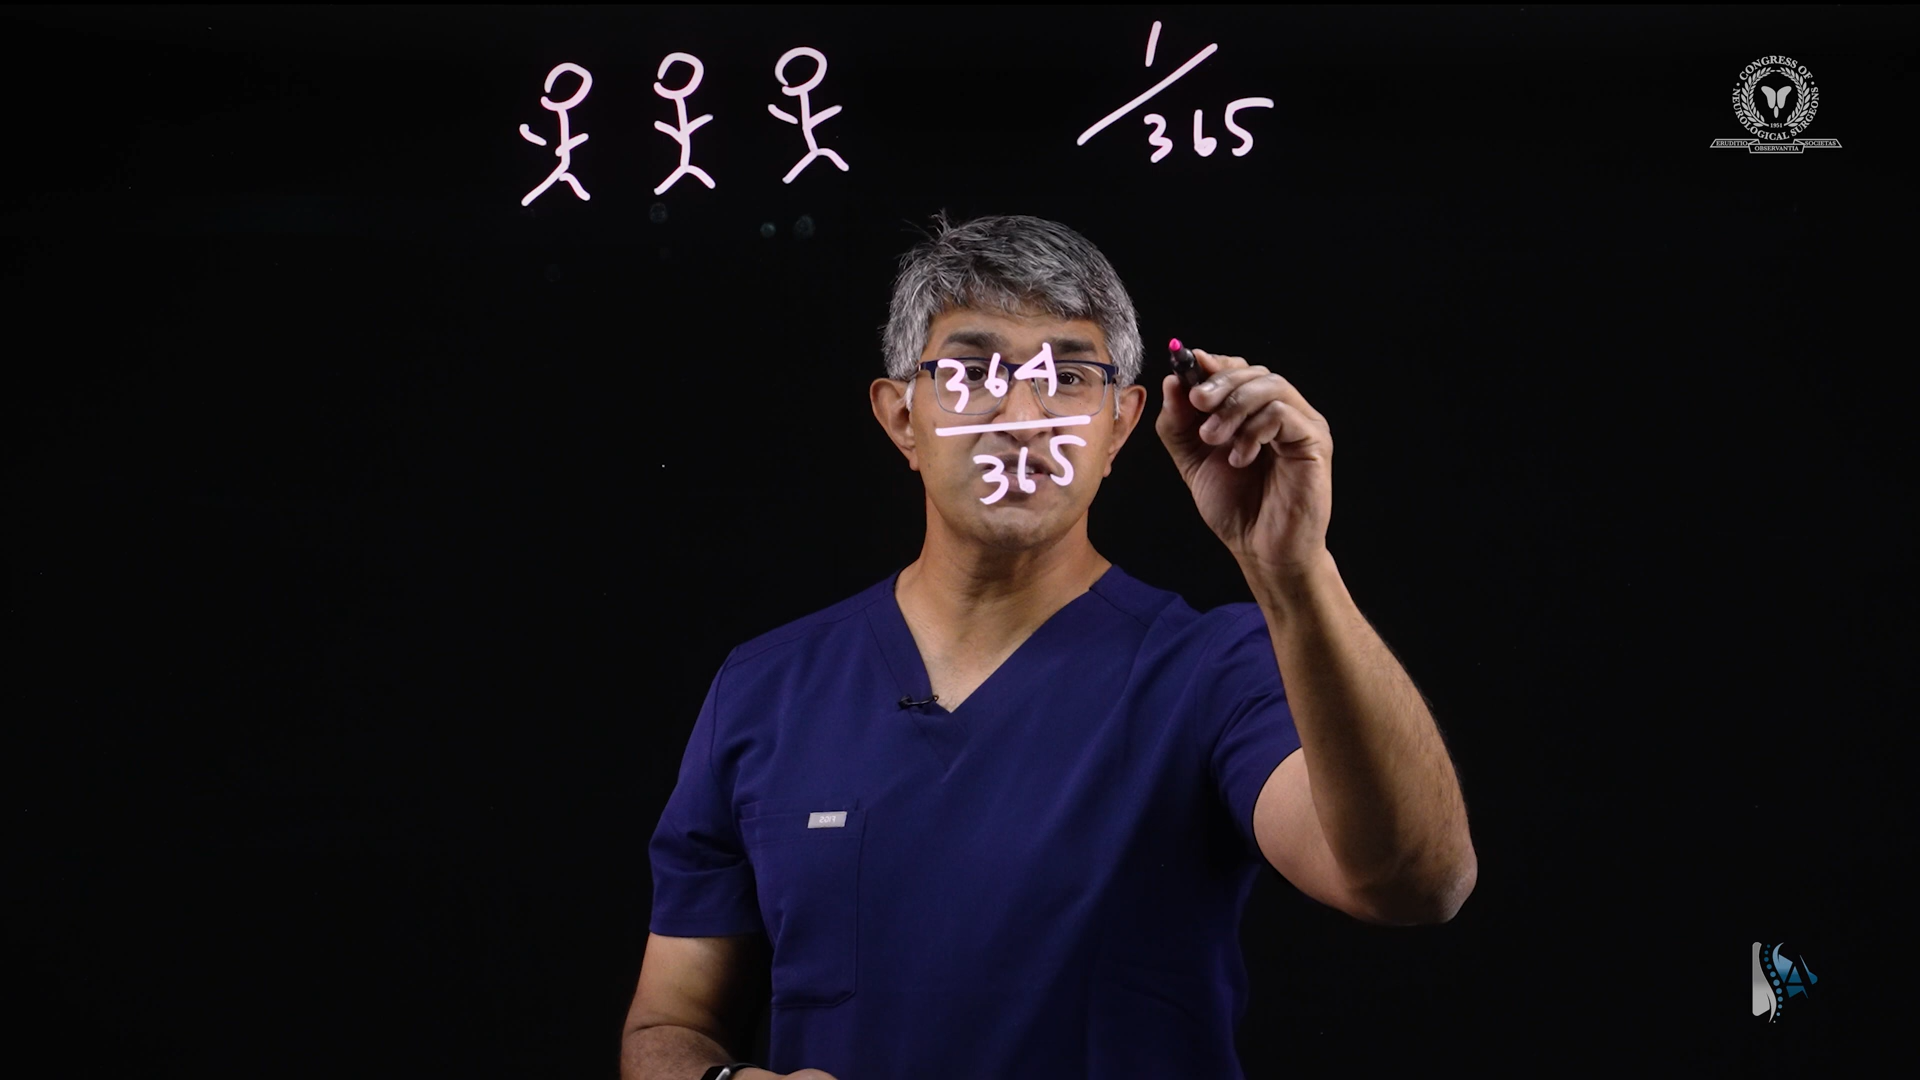 1/365
364
365
CONGRESS OF
NEUROLOGICAL SURGEONS
1951
ERUDITIO
OBSERVANTIA
SOCIETAS
A